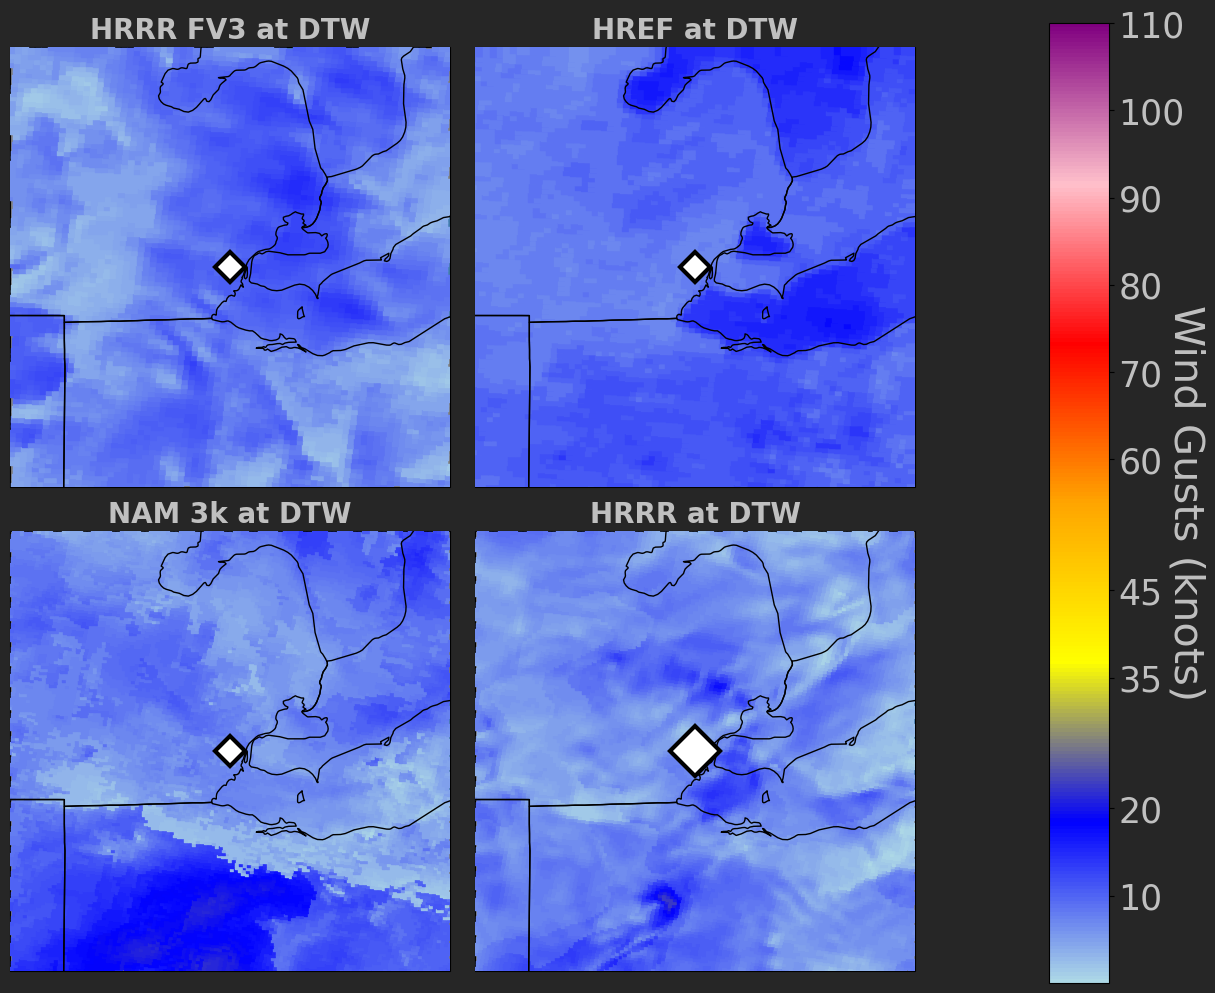 HRRR FV3 at DTW
HREF at DTW
NAM 3k at DTW
HRRR at DTW
110
100
90
80
70
60
45
35
20
10
Wind Gusts (knots)